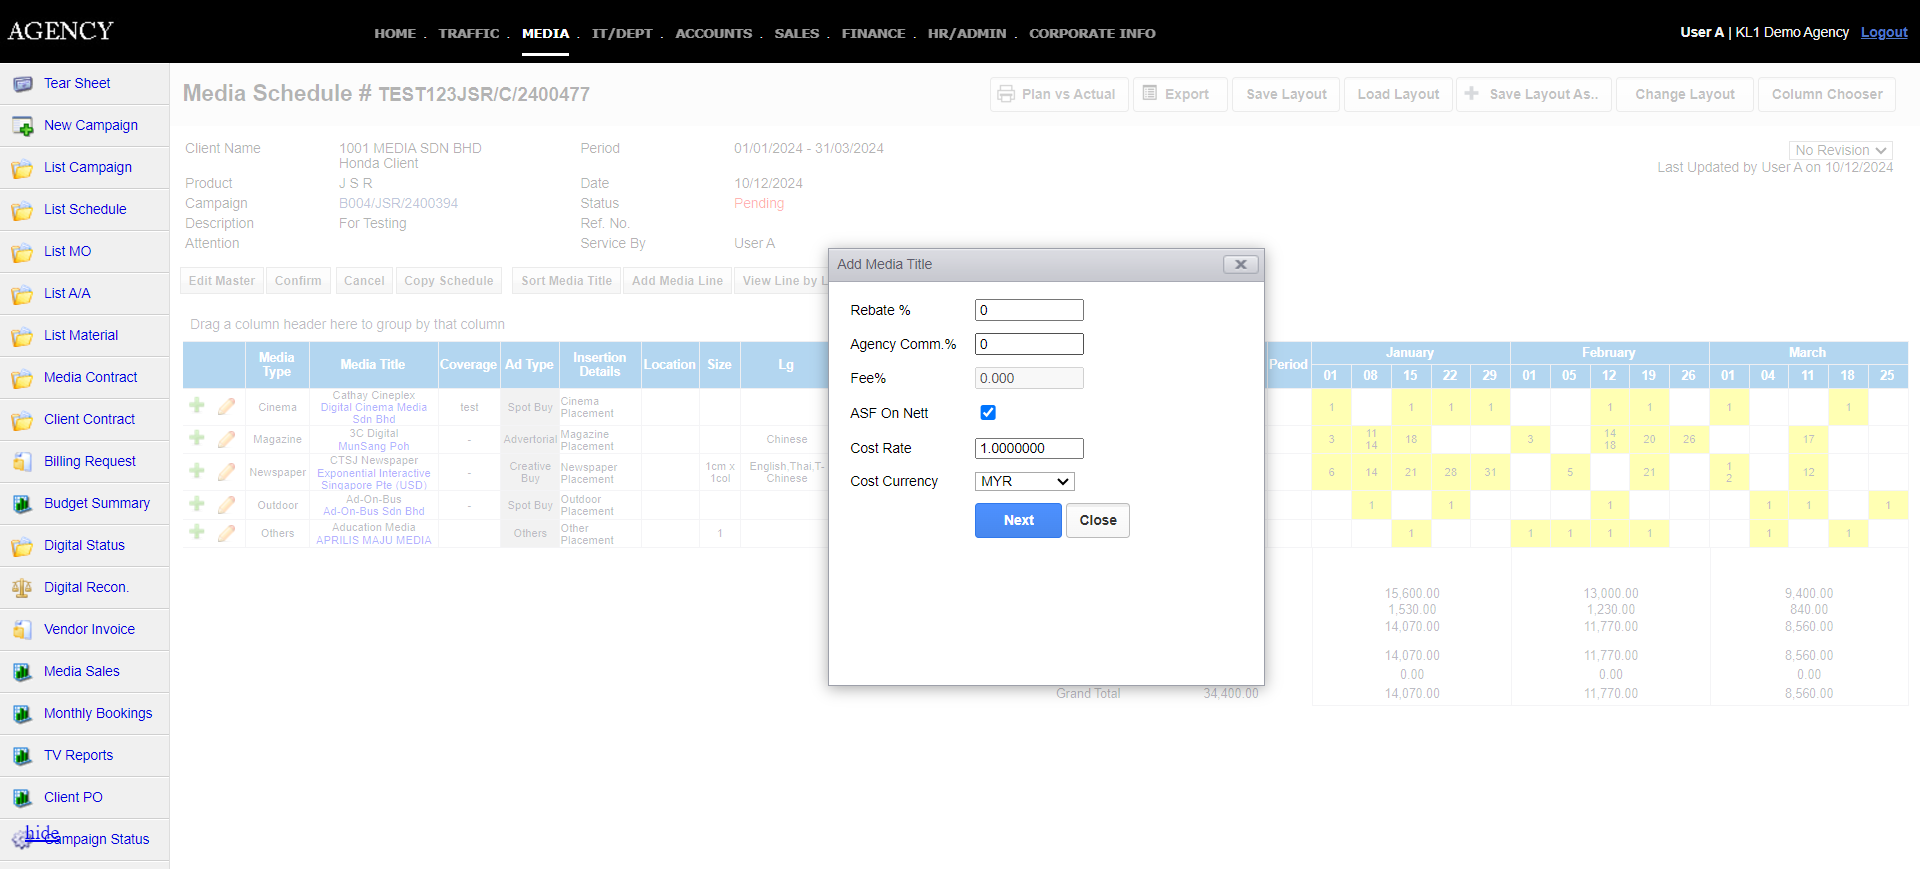 AGENCY
HOME . TRAFFIC . MEDIA . IT/DEPT . ACCOUNTS . SALES . FINANCE . HR/ADMIN . CORPORATE INFO
User A | KL1 Demo Agency Logout
Tear Sheet
New Campaign
List Campaign
List Schedule
List MO
List A/A
List Material
Media Contract
Client Contract
Billing Request
Budget Summary
Digital Status
Digital Recon.
Vendor Invoice
Media Sales
Monthly Bookings
TV Reports
Client PO
hide
Campaign Status
Media Schedule # TEST123JSR/C/2400477
Plan vs Actual Export Save Layout Load Layout Save Layout As.. Change Layout Column Chooser
Client Name 1001 MEDIA SDN BHD Period 01/01/2024 - 31/03/2024
Honda Client
No Revision
Last Updated by User A on 10/12/2024
Product J S R Date 10/12/2024
Campaign B004/JSR/2400394 Status Pending
Description For Testing Ref. No.
Attention Service By User A
Edit Master Confirm Cancel Copy Schedule Sort Media Title Add Media Line View Line by L
Drag a column header here to group by that column
Media Type Media Title Coverage Ad Type Insertion Details Location Size Lg Period
January February March
01 08 15 22 29 01 05 12 19 26 01 04 11 18 25
Cinema Cathay Cineplex Digital Cinema Media Sdn Bhd test Spot Buy Cinema Placement 1 1 1 1 1 1 1 1
Magazine 3C Digital MunSang Poh - Advertorial Magazine Placement Chinese 3 11 14 18 3 14 18 20 26 17
Newspaper CTSJ Newspaper Exponential Interactive Singapore Pte (USD) - Creative Buy Newspaper Placement 1cm x 1col English,Thai,T-Chinese 6 14 21 28 31 5 21 1 2 12
Outdoor Ad-On-Bus Ad-On-Bus Sdn Bhd - Spot Buy Outdoor Placement 1 1 1 1 1 1
Others Aducation Media APRILIS MAJU MEDIA Others Other Placement 1 1 1 1 1 1 1 1
15,600.00 13,000.00 9,400.00
1,530.00 1,230.00 840.00
14,070.00 11,770.00 8,560.00
14,070.00 11,770.00 8,560.00
0.00 0.00 0.00
Grand Total 34,400.00 14,070.00 11,770.00 8,560.00
Add Media Title
Rebate % 0
Agency Comm.% 0
Fee% 0.000
ASF On Nett
Cost Rate 1.0000000
Cost Currency MYR
Next Close